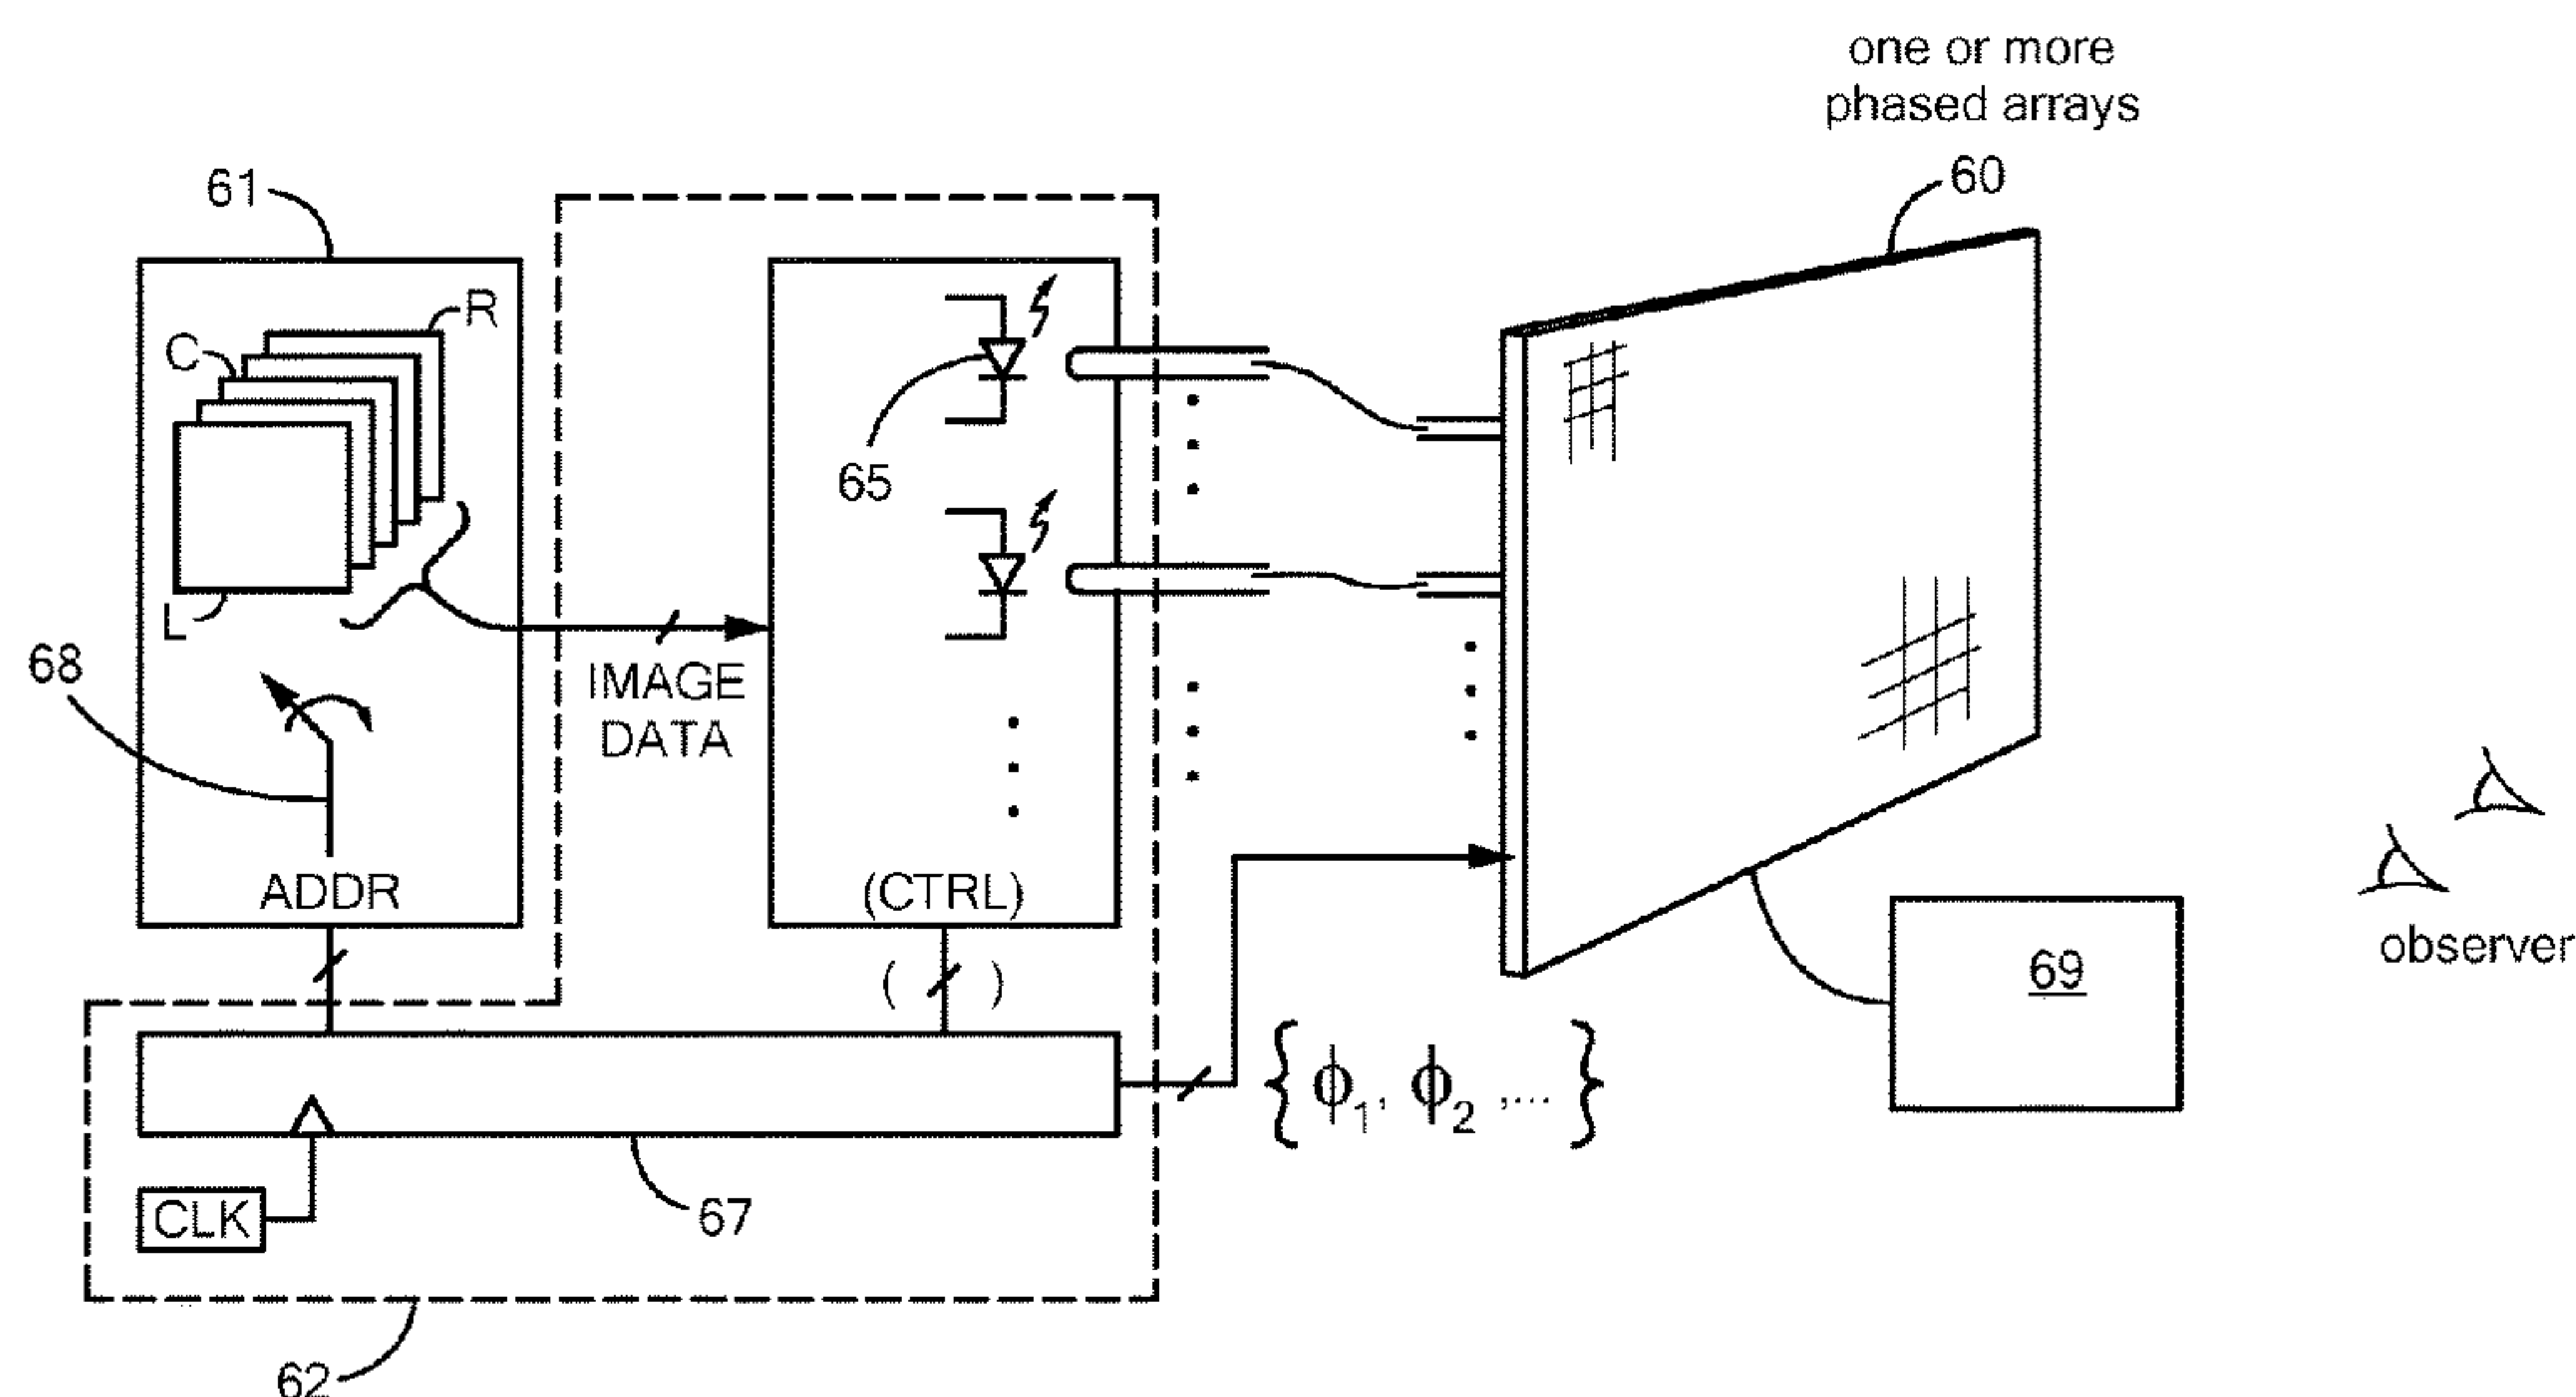 one or more
phased arrays
60
61
R
C
L
65
68
IMAGE
DATA
ADDR
(CTRL)
( )
observer
69
{ϕ1, ϕ2 ,...}
CLK
67
62